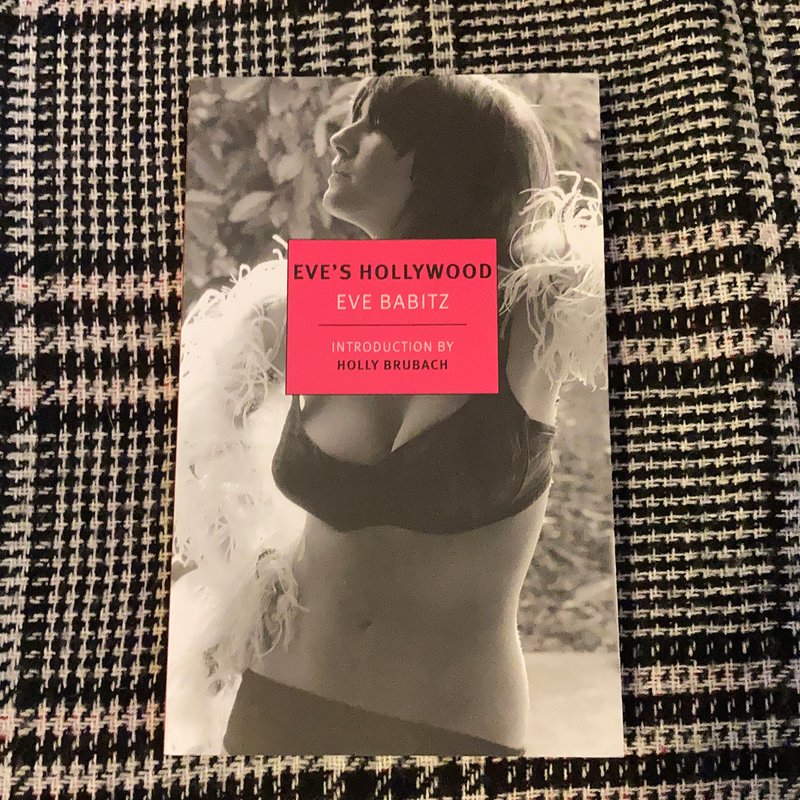 EVE'S HOLLYWOOD
EVE BABITZ
INTRODUCTION BY
HOLLY BRUBACH